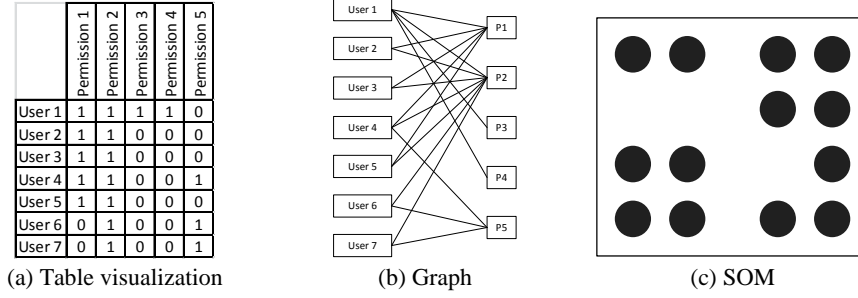 Permission 1
Permission 2
Permission 3
Permission 4
Permission 5
User 1 1 1 1 1 0
User 2 1 1 0 0 0
User 3 1 1 0 0 0
User 4 1 1 0 0 1
User 5 1 1 0 0 0
User 6 0 1 0 0 1
User 7 0 1 0 0 1
(a) Table visualization
User 1
User 2
User 3
User 4
User 5
User 6
User 7
P1
P2
P3
P4
P5
(b) Graph
(c) SOM